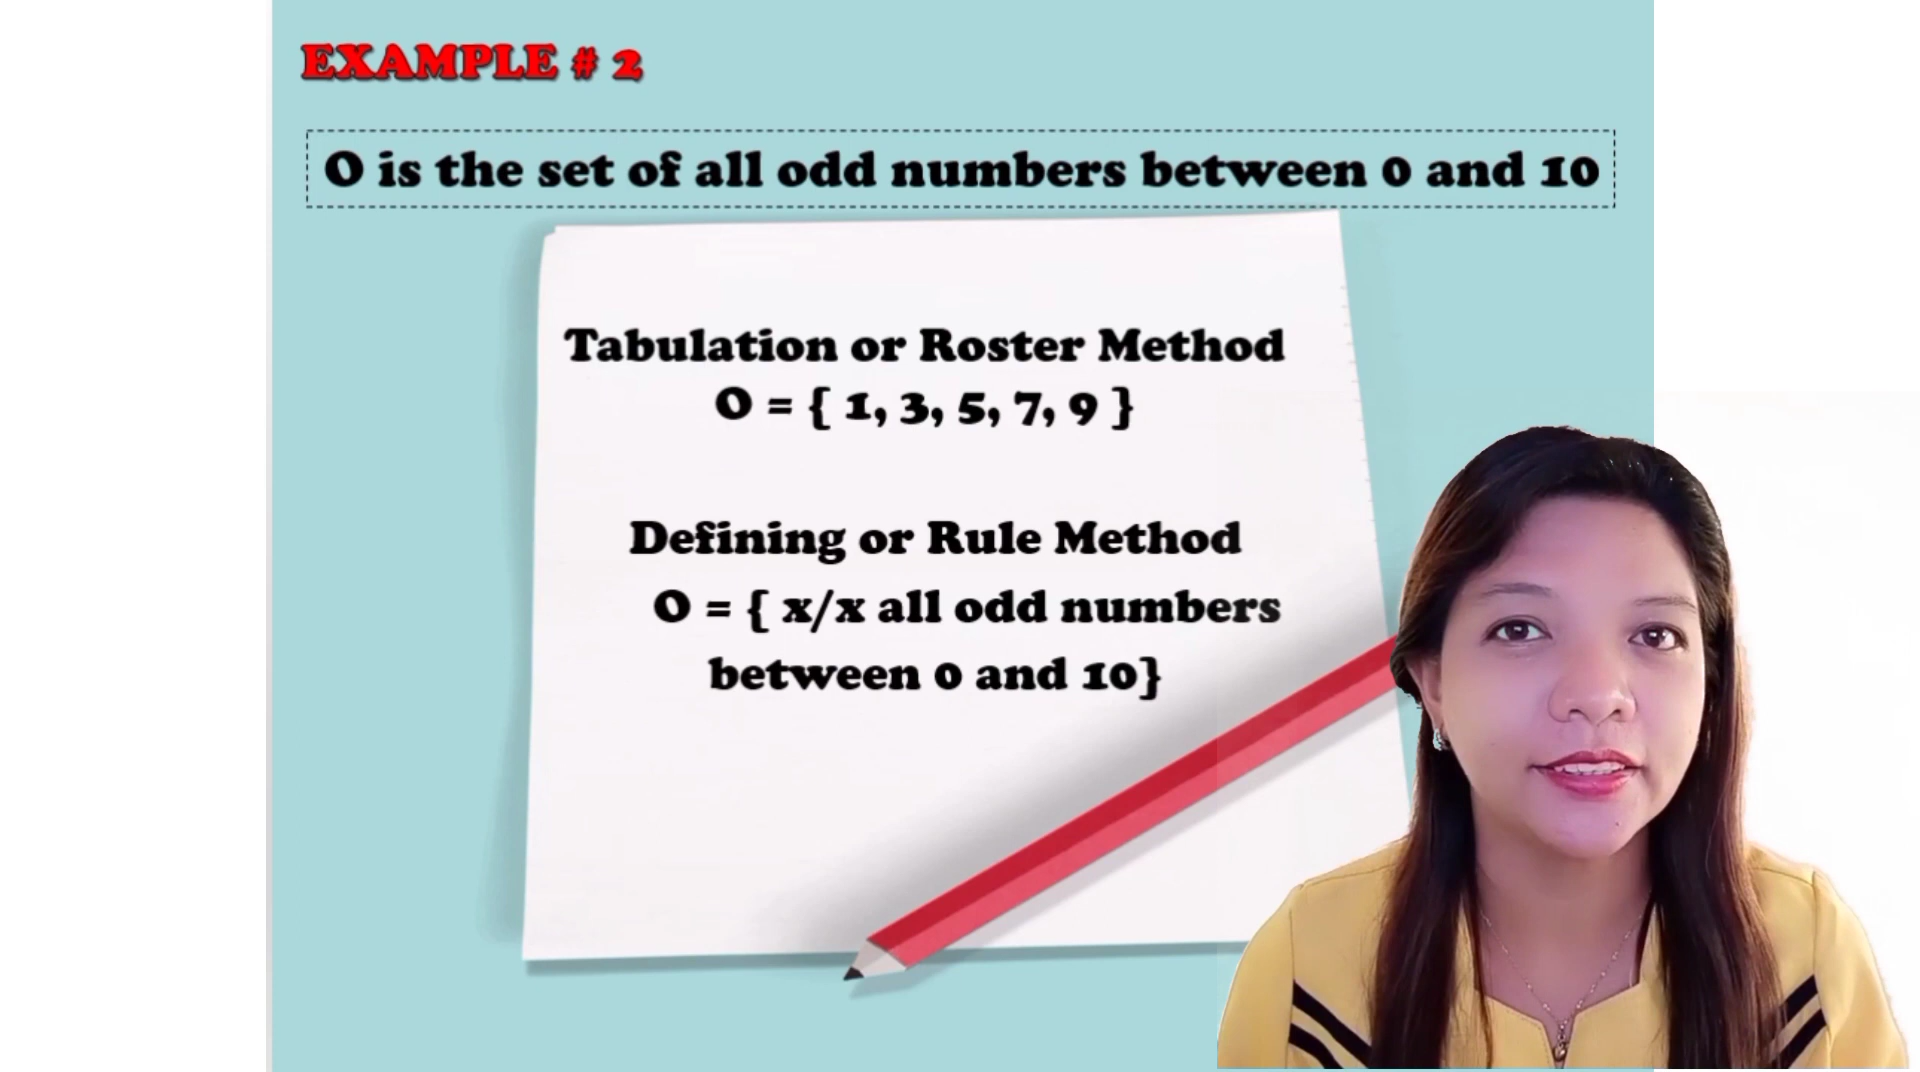 EXAMPLE # 2
O is the set of all odd numbers between 0 and 10
Tabulation or Roster Method
O = { 1, 3, 5, 7, 9 }
Defining or Rule Method
O = { x/x all odd numbers
between 0 and 10}